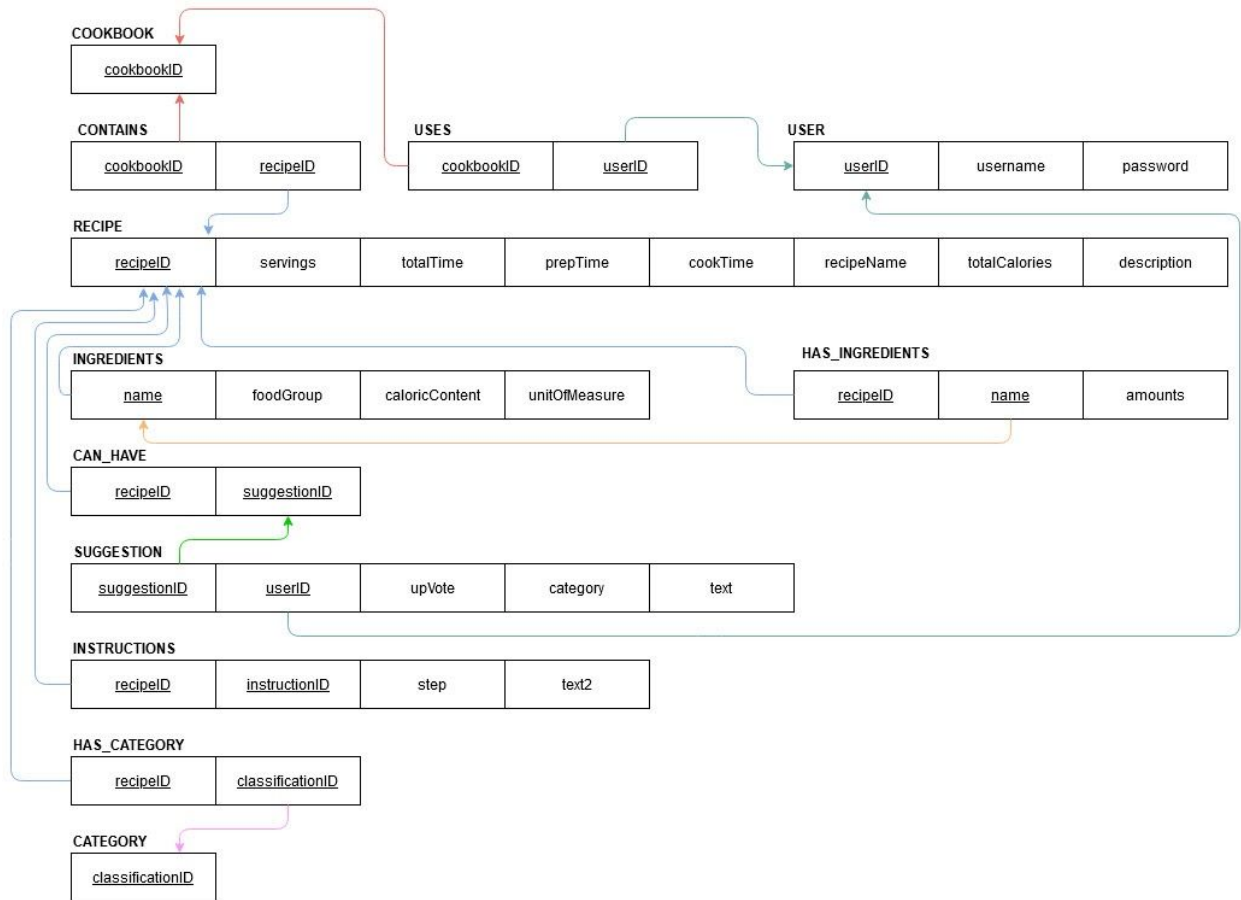 COOKBOOK
cookbookID
CONTAINS USES USER
cookbookID recipeID cookbookID userID userID username password
RECIPE
recipeID servings totalTime prepTime cookTime recipeName totalCalories description
INGREDIENTS HAS_INGREDIENTS
name foodGroup caloricContent unitOfMeasure recipeID name amounts
CAN_HAVE
recipeID suggestionID
SUGGESTION
suggestionID userID upVote category text
INSTRUCTIONS
recipeID instructionID step text2
HAS_CATEGORY
recipeID classificationID
CATEGORY
classificationID